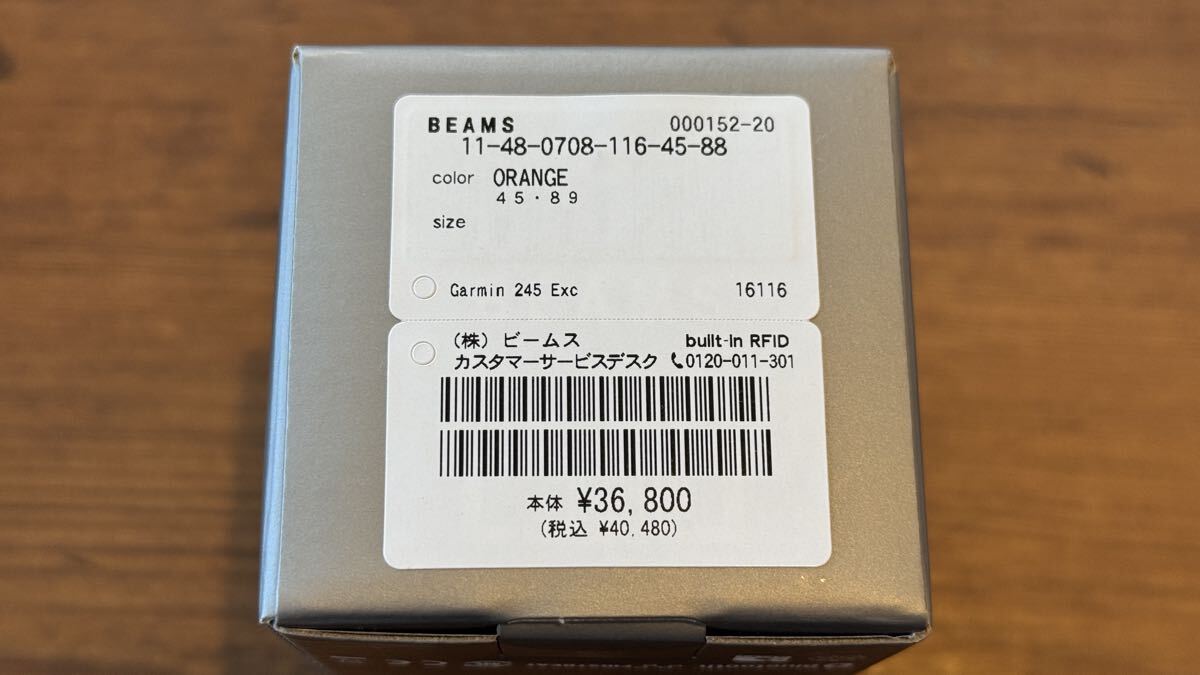 BEAMS 000152-20
11-48-0708-116-45-88
color ORANGE
45・89
size
Garmin 245 Exc 16116
(株) ビームス built-in RFID
カスタマーサービスデスク 0120-011-301
本体 ¥36,800
(税込 ¥40,480)